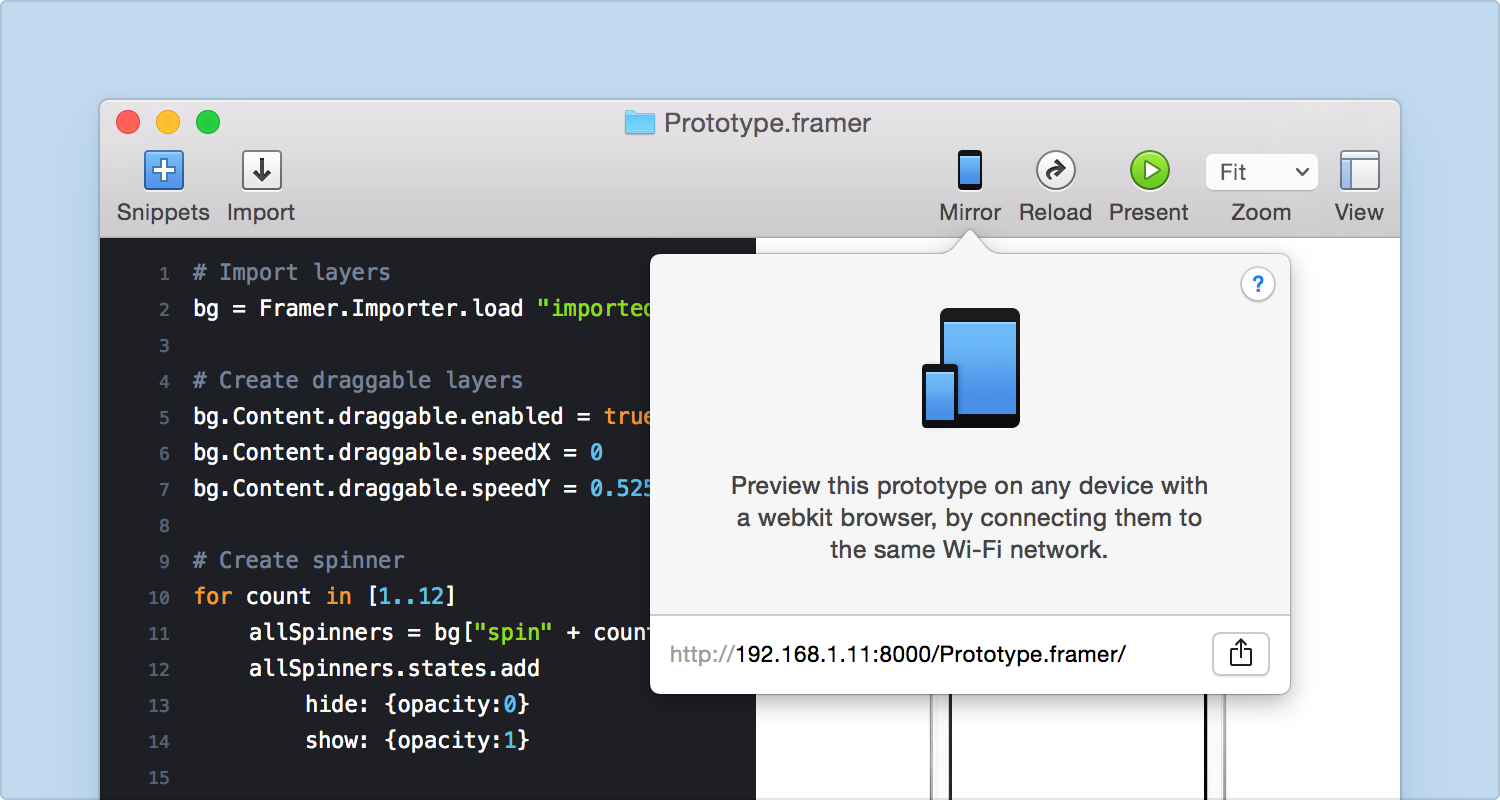 Prototype.framer
Snippets Import Mirror Reload Present Fit Zoom View
1 # Import layers
2 bg = Framer.Importer.load "imported
3
4 # Create draggable layers
5 bg.Content.draggable.enabled = true
6 bg.Content.draggable.speedX = 0
7 bg.Content.draggable.speedY = 0.525
8
9 # Create spinner
10 for count in [1..12]
11 allSpinners = bg["spin" + count
12 allSpinners.states.add
13 hide: {opacity:0}
14 show: {opacity:1}
15
?
Preview this prototype on any device with
a webkit browser, by connecting them to
the same Wi-Fi network.
http://192.168.1.11:8000/Prototype.framer/